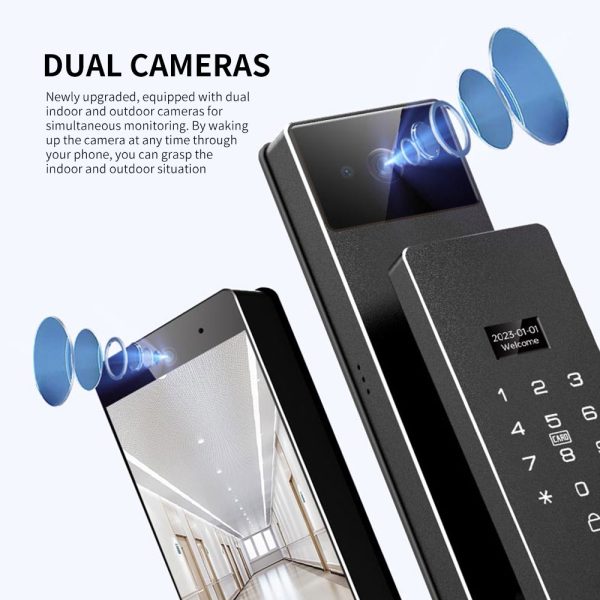 DUAL CAMERAS
Newly upgraded, equipped with dual
indoor and outdoor cameras for
simultaneous monitoring. By waking
up the camera at any time through
your phone, you can grasp the
indoor and outdoor situation
2023-01-01
Welcome
1 2 3
4 5 6
CARD
7 8
* 0